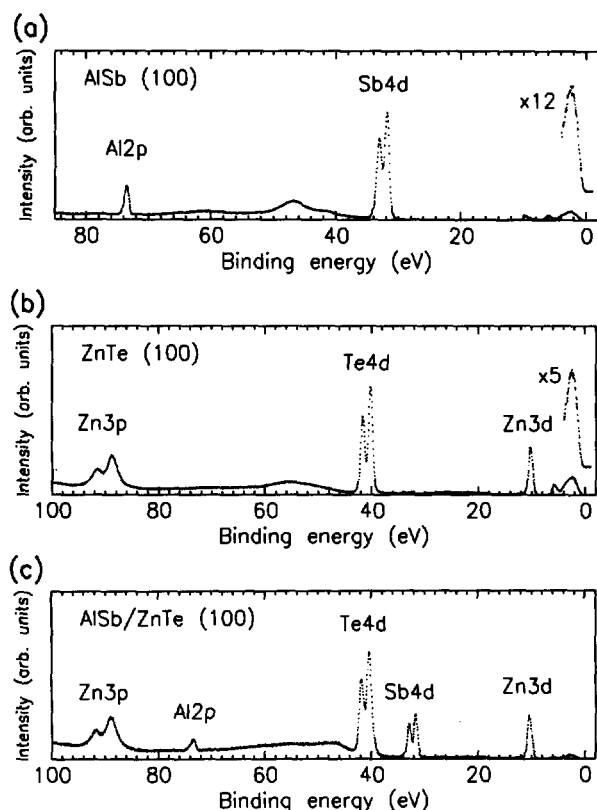 (a)
Intensity (arb. units)
AlSb (100)
Al2p
Sb4d
x12
80 60 40 20 0
Binding energy (eV)
(b)
Intensity (arb. units)
ZnTe (100)
Zn3p
Te4d
x5
Zn3d
100 80 60 40 20 0
Binding energy (eV)
(c)
Intensity (arb. units)
AlSb/ZnTe (100)
Zn3p
Al2p
Te4d
Sb4d
Zn3d
100 80 60 40 20 0
Binding energy (eV)